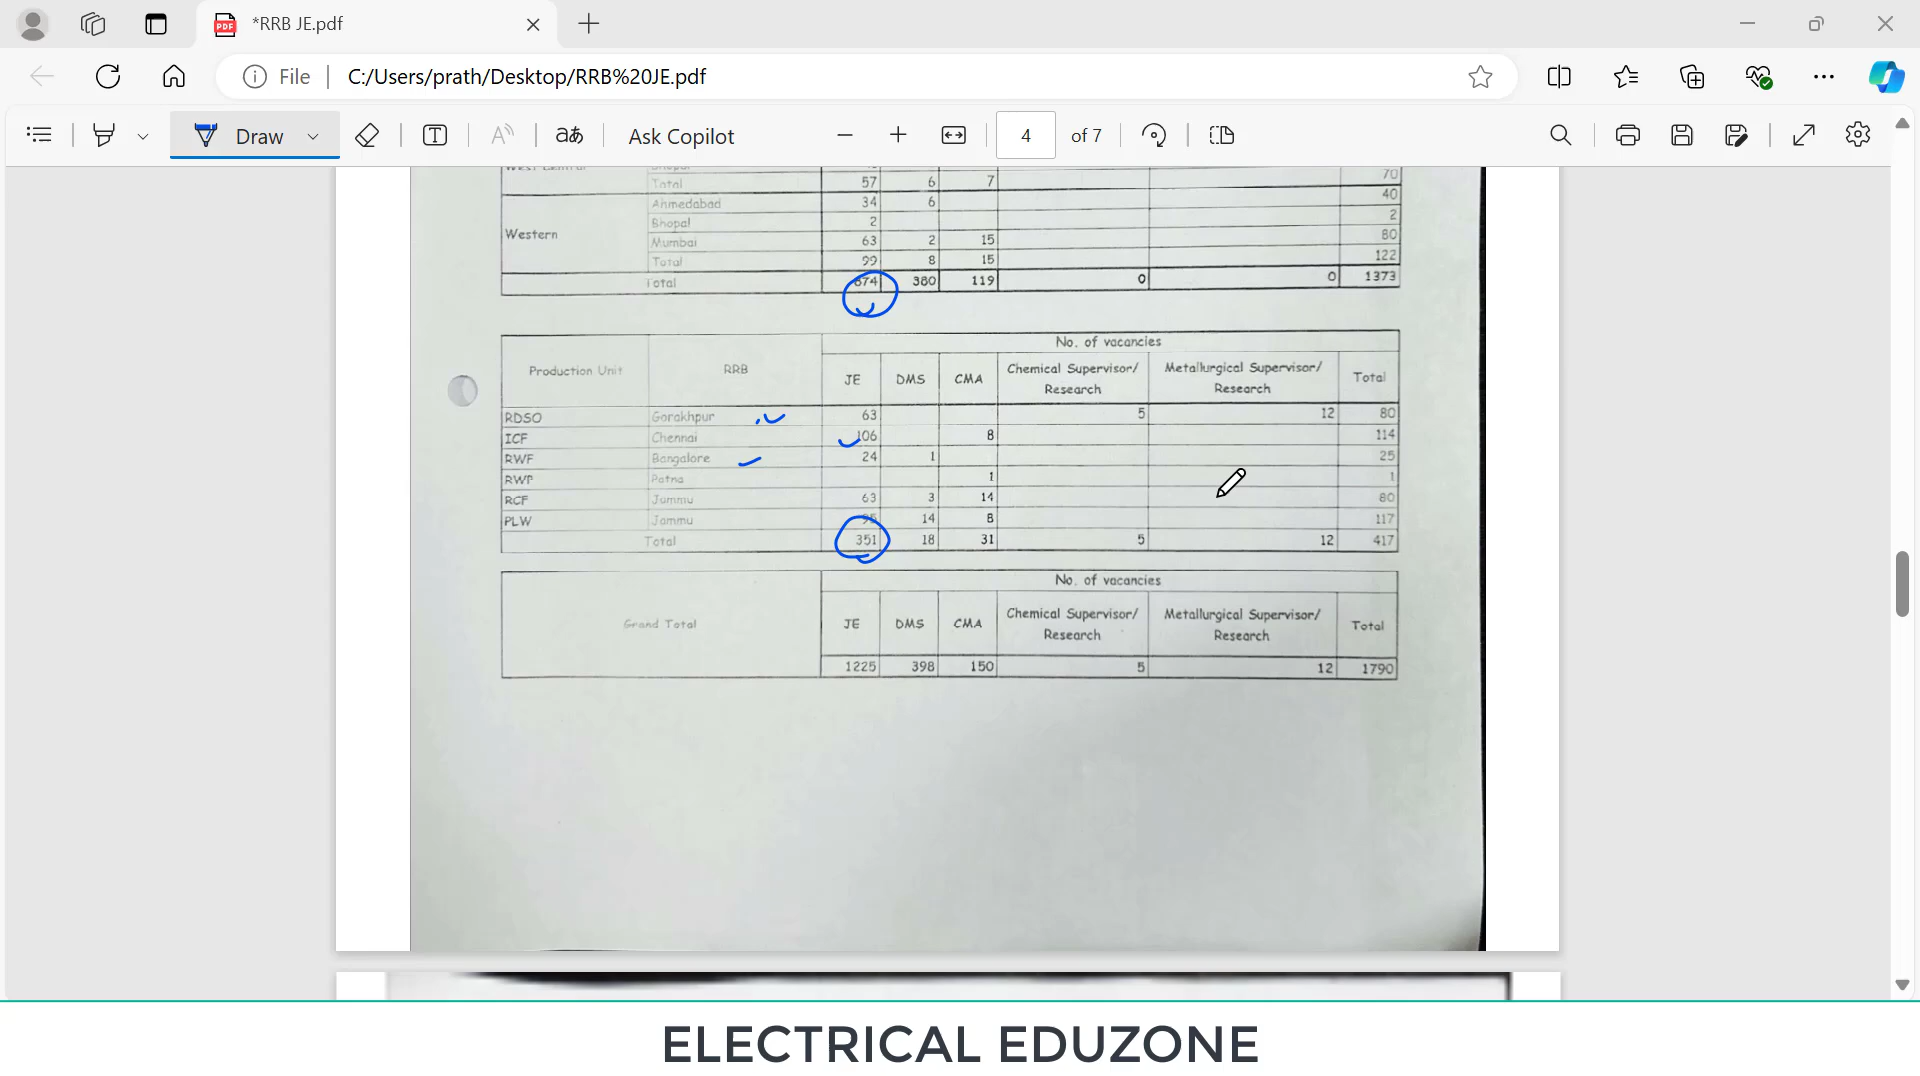 *RRB JE.pdf
File
C:/Users/prath/Desktop/RRB%20JE.pdf
Draw aあ Ask Copilot 4 of 7
Total 57 6 7 70
Western Ahmedabad 34 6 40
Bhopal 2 2
Mumbai 63 2 15 80
Total 99 8 15 122
Total 874 380 119 0 0 1373
Production Unit RRB No. of vacancies
JE DMS CMA Chemical Supervisor/ Research Metallurgical Supervisor/ Research Total
RDSO Gorakhpur 63 5 12 80
ICF Chennai 106 8 114
RWF Bangalore 24 1 25
RWP Patna 1 1
RCF Jammu 63 3 14 80
PLW Jammu 95 14 8 117
Total 351 18 31 5 12 417
Grand Total No. of vacancies
JE DMS CMA Chemical Supervisor/ Research Metallurgical Supervisor/ Research Total
1225 398 150 5 12 1790
ELECTRICAL EDUZONE